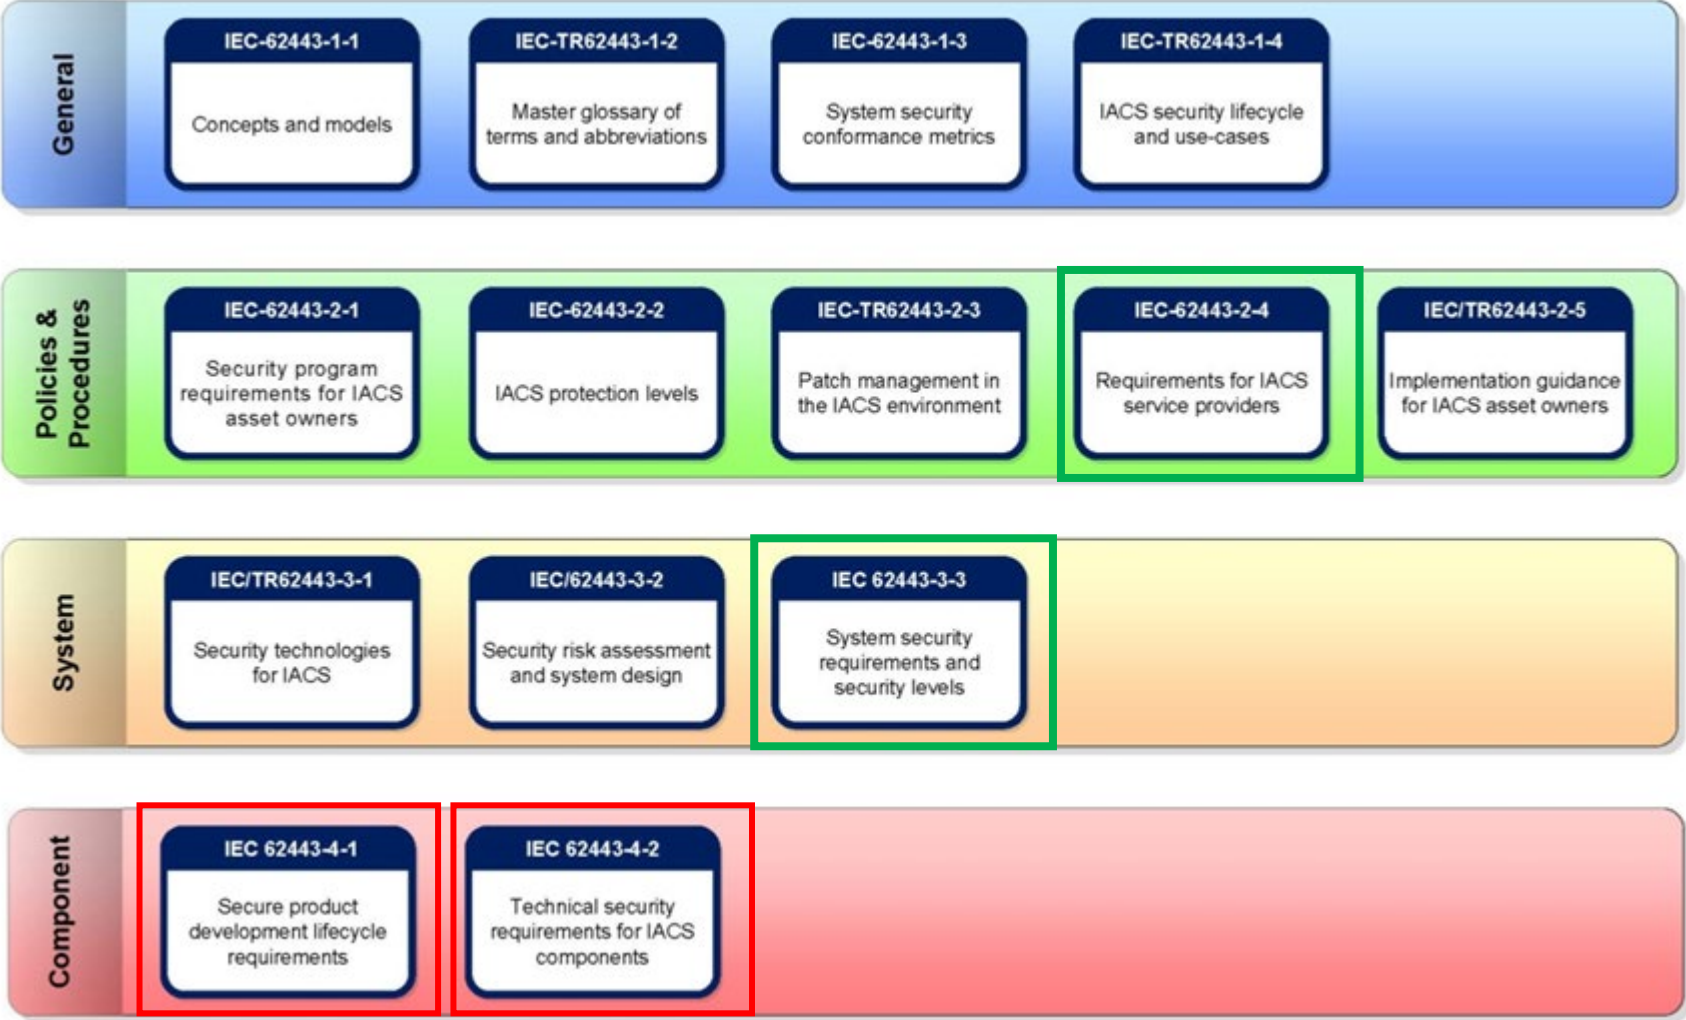 General
IEC-62443-1-1
Concepts and models
IEC-TR62443-1-2
Master glossary of
terms and abbreviations
IEC-62443-1-3
System security
conformance metrics
IEC-TR62443-1-4
IACS security lifecycle
and use-cases
Policies &
Procedures
IEC-62443-2-1
Security program
requirements for IACS
asset owners
IEC-62443-2-2
IACS protection levels
IEC-TR62443-2-3
Patch management in
the IACS environment
IEC-62443-2-4
Requirements for IACS
service providers
IEC/TR62443-2-5
Implementation guidance
for IACS asset owners
System
IEC/TR62443-3-1
Security technologies
for IACS
IEC/62443-3-2
Security risk assessment
and system design
IEC 62443-3-3
System security
requirements and
security levels
Component
IEC 62443-4-1
Secure product
development lifecycle
requirements
IEC 62443-4-2
Technical security
requirements for IACS
components